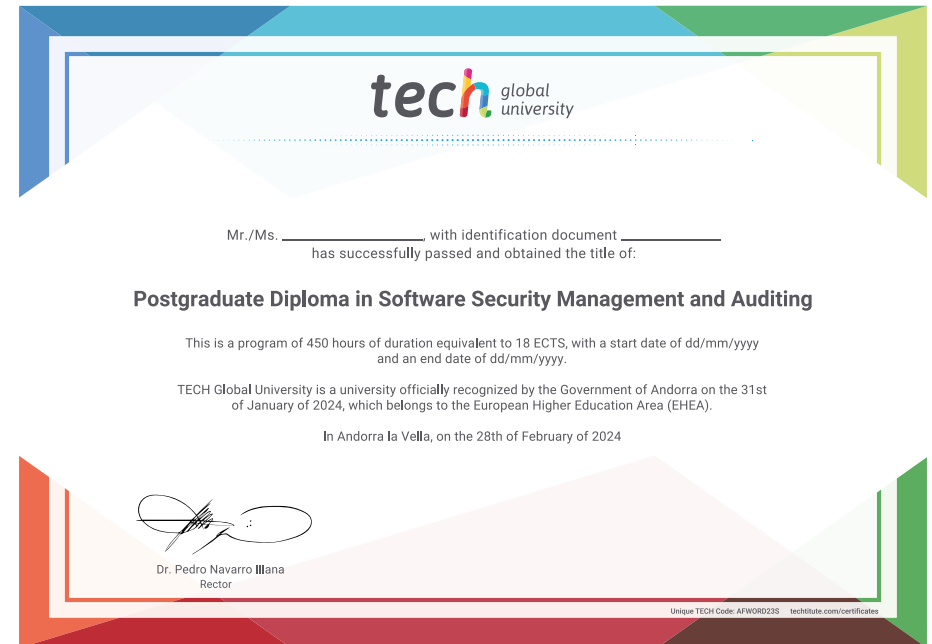 tech global university
Mr./Ms. ____________, with identification document ____________
has successfully passed and obtained the title of:
Postgraduate Diploma in Software Security Management and Auditing
This is a program of 450 hours of duration equivalent to 18 ECTS, with a start date of dd/mm/yyyy
and an end date of dd/mm/yyyy.
TECH Global University is a university officially recognized by the Government of Andorra on the 31st
of January of 2024, which belongs to the European Higher Education Area (EHEA).
In Andorra la Vella, on the 28th of February of 2024
Dr. Pedro Navarro Illana
Rector
Unique TECH Code: AFWORD23S techtitute.com/certificates